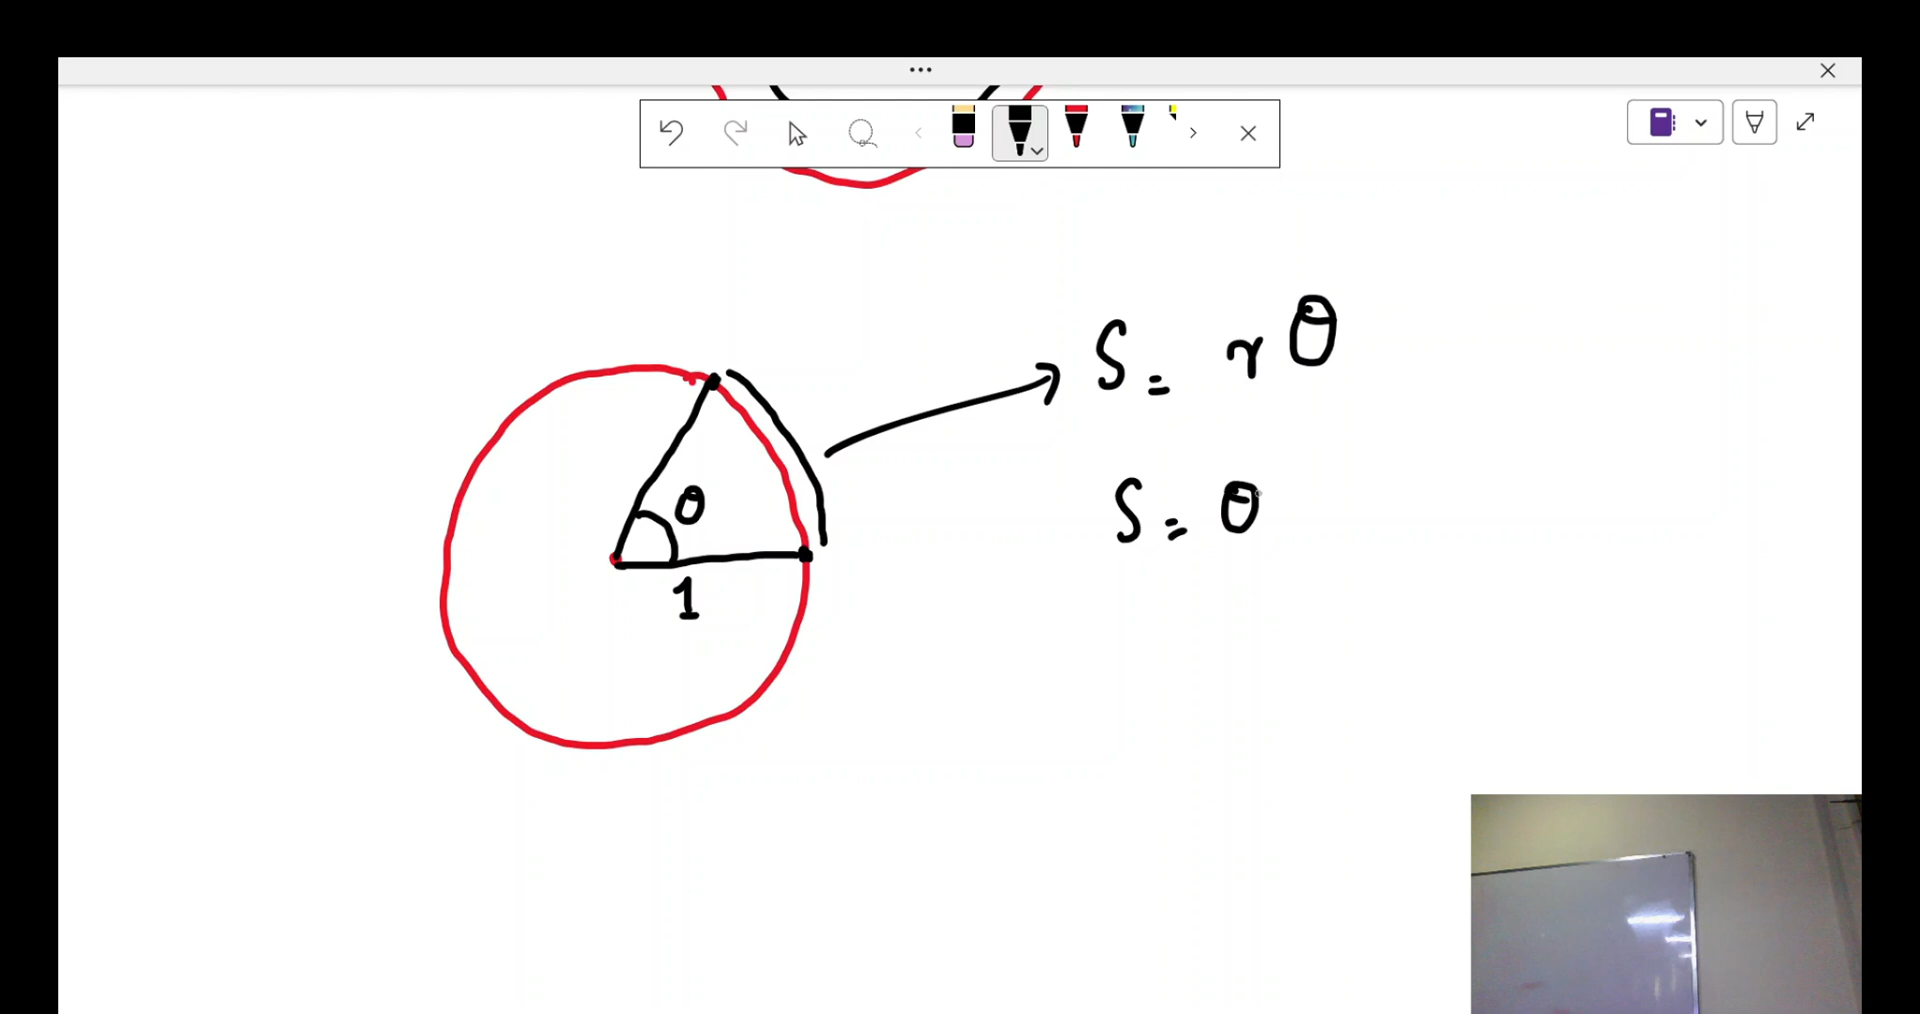 S = r θ
S = θ
θ
1